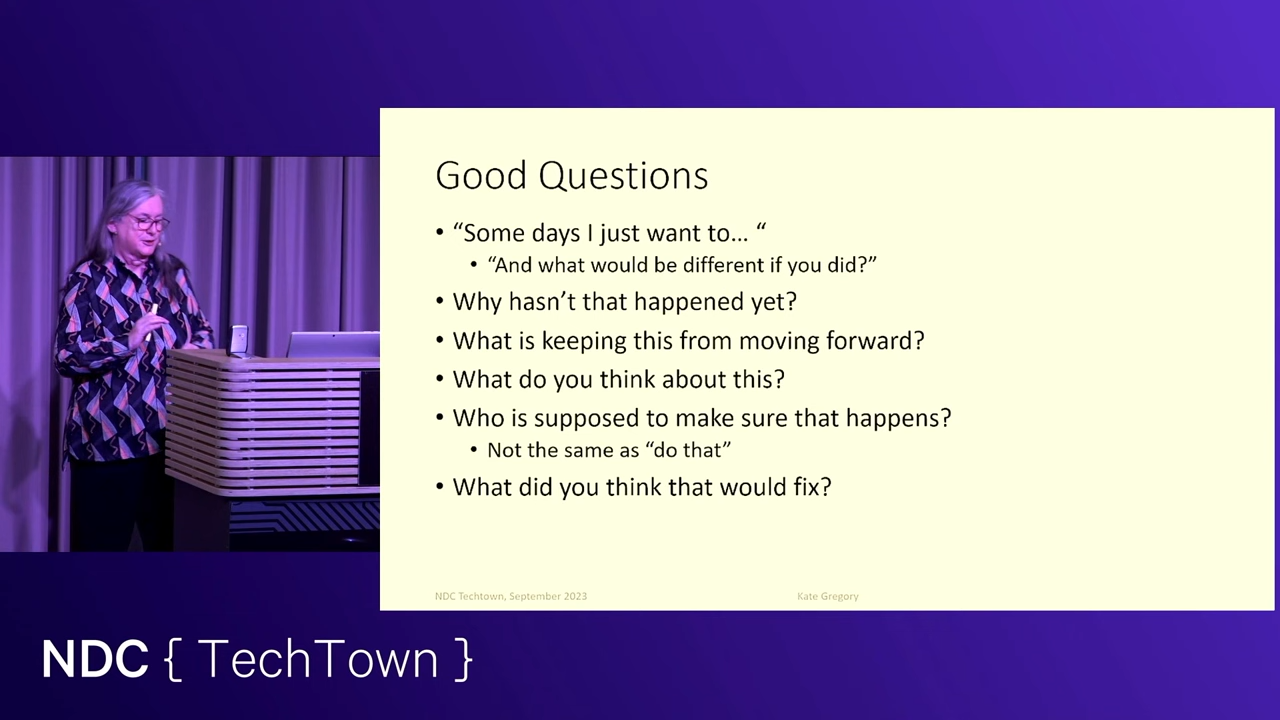 Good Questions
• “Some days I just want to... “
• “And what would be different if you did?”
• Why hasn’t that happened yet?
• What is keeping this from moving forward?
• What do you think about this?
• Who is supposed to make sure that happens?
• Not the same as “do that”
• What did you think that would fix?
NDC Techtown, September 2023 Kate Gregory
NDC { TechTown }